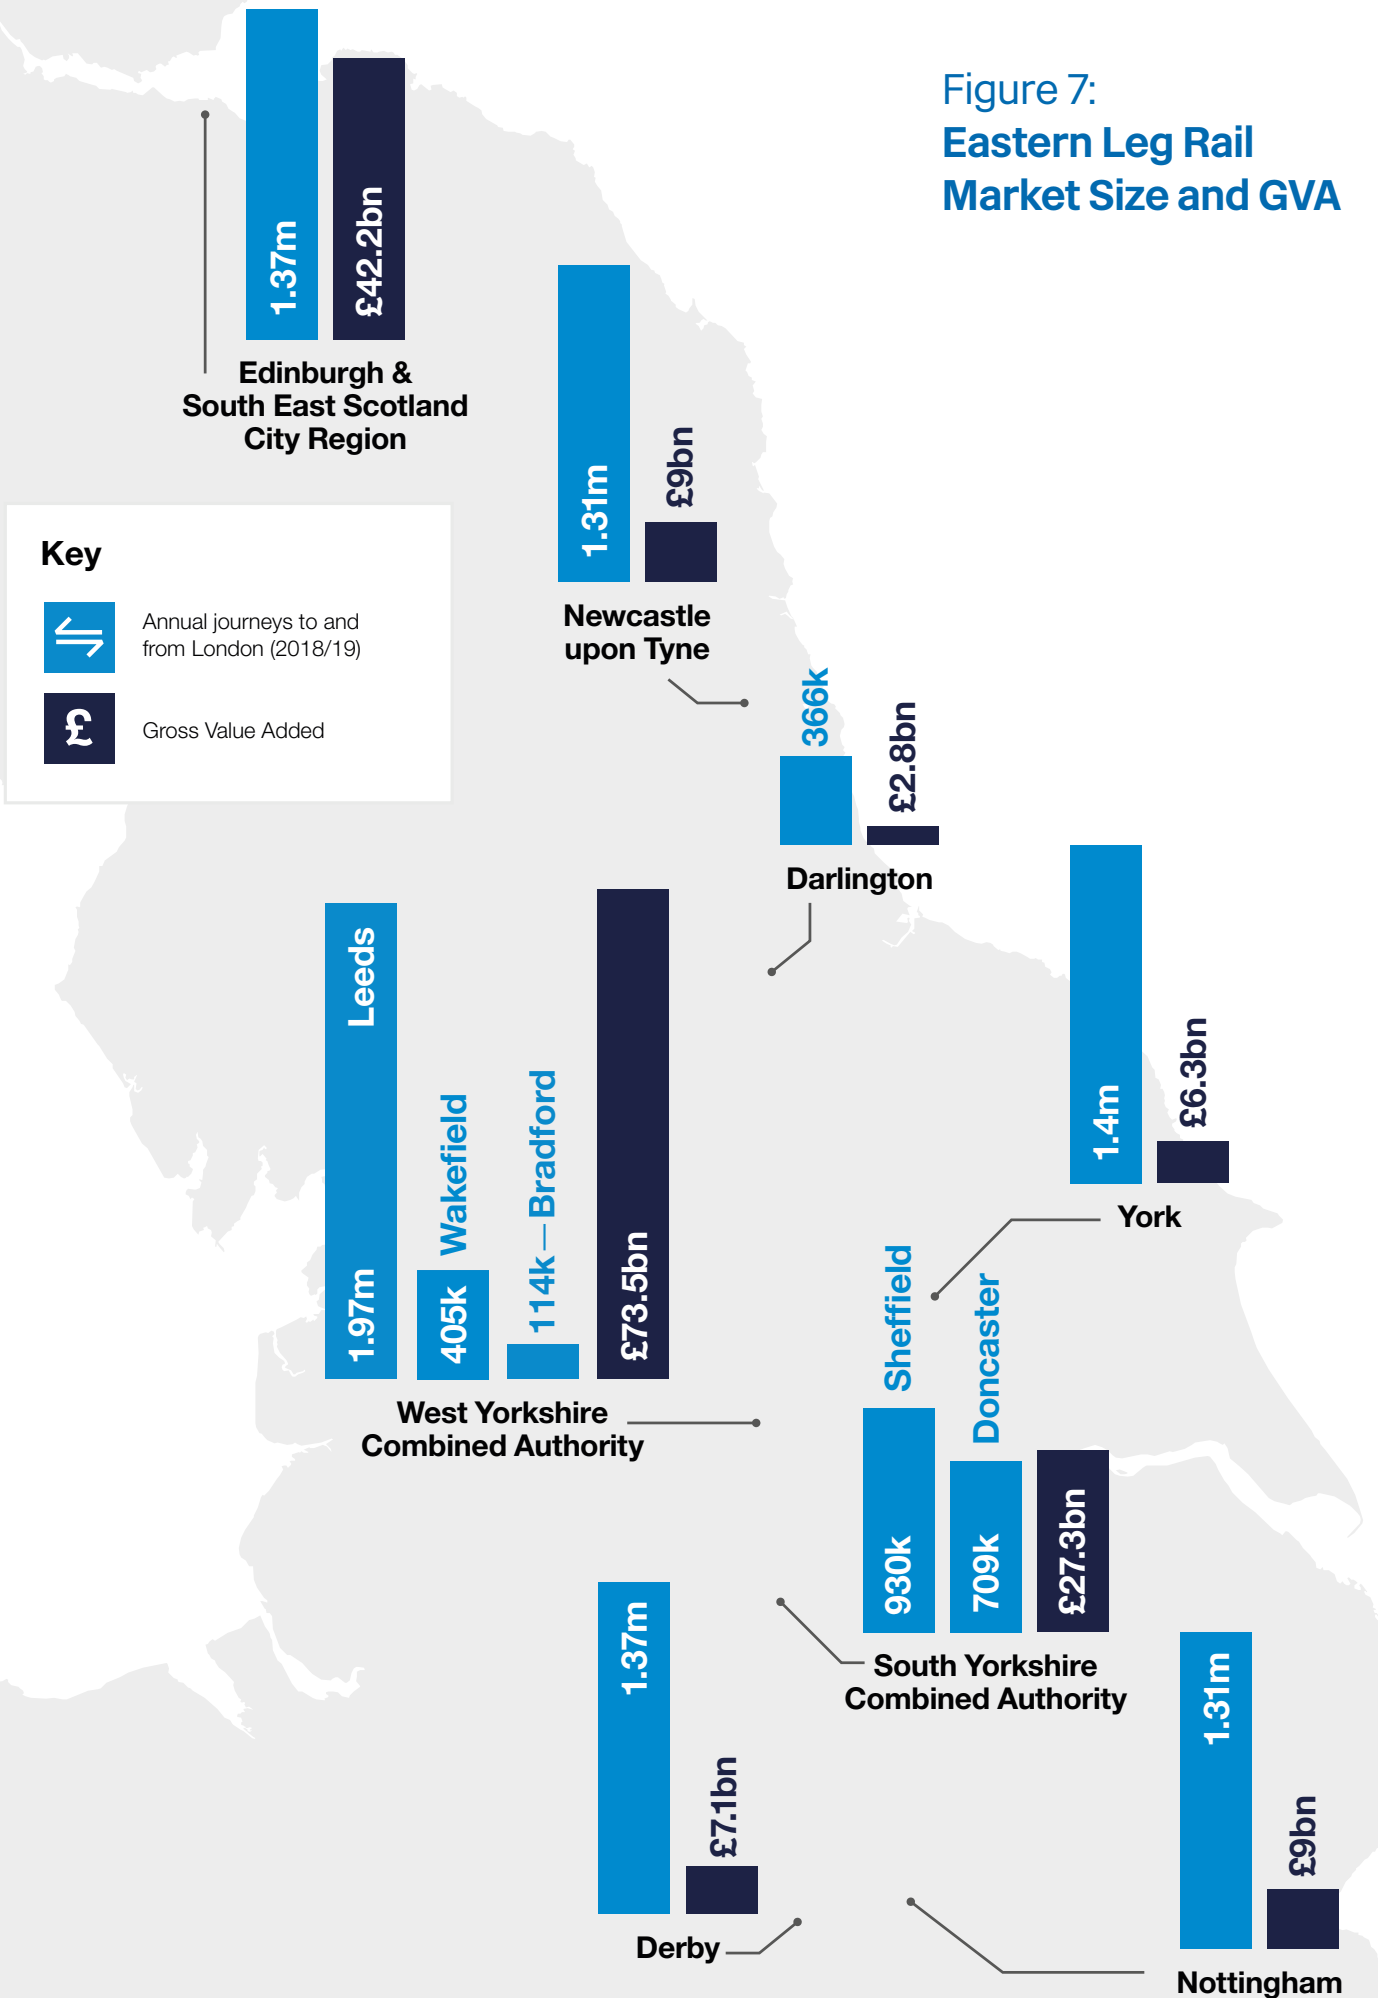 Figure 7:
Eastern Leg Rail
Market Size and GVA
1.37m
£42.2bn
Edinburgh &
South East Scotland
City Region
1.31m
£9bn
Newcastle
upon Tyne
Key
Annual journeys to and
from London (2018/19)
£
Gross Value Added
366k
£2.8bn
Darlington
Leeds
1.97m
Wakefield
405k
114k — Bradford
£73.5bn
West Yorkshire
Combined Authority
1.4m
£6.3bn
York
Sheffield
930k
Doncaster
709k
£27.3bn
South Yorkshire
Combined Authority
1.37m
£7.1bn
Derby
1.31m
£9bn
Nottingham